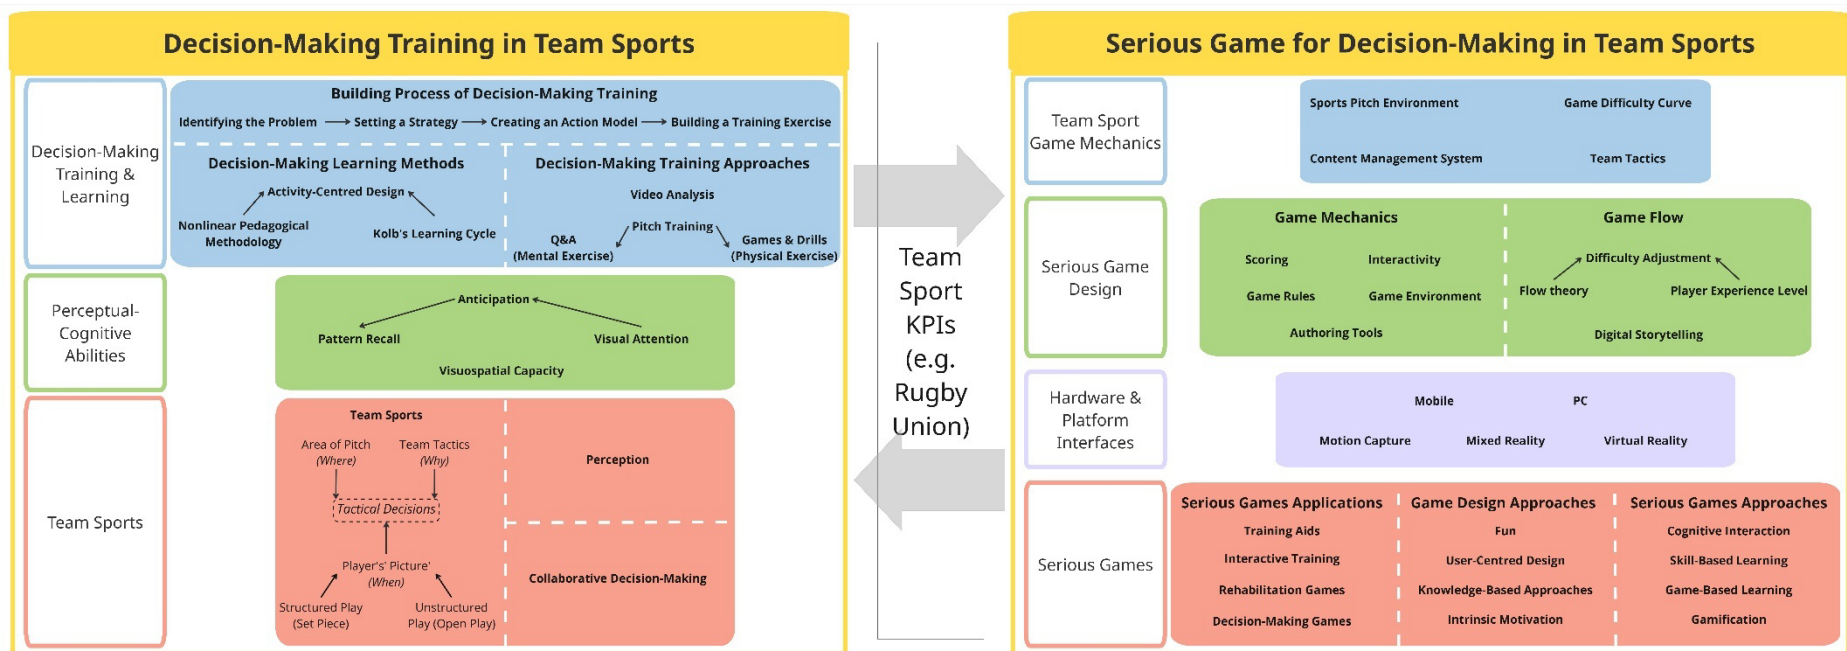 Decision-Making Training in Team Sports
Decision-Making
Training &
Learning
Building Process of Decision-Making Training
Identifying the Problem Setting a Strategy Creating an Action Model Building a Training Exercise
Decision-Making Learning Methods
Activity-Centred Design
Nonlinear Pedagogical
Methodology
Kolb's Learning Cycle
Decision-Making Training Approaches
Video Analysis
Pitch Training
Q&A
(Mental Exercise)
Games & Drills
(Physical Exercise)
Perceptual-
Cognitive
Abilities
Anticipation
Pattern Recall
Visual Attention
Visuospatial Capacity
Team Sports
Team Sports
Area of Pitch
(Where)
Team Tactics
(Why)
Tactical Decisions
Player's' Picture'
(When)
Structured Play
(Set Piece)
Unstructured
Play (Open Play)
Perception
Collaborative Decision-Making
Team
Sport
KPIs
(e.g.
Rugby
Union)
Serious Game for Decision-Making in Team Sports
Team Sport
Game Mechanics
Sports Pitch Environment
Game Difficulty Curve
Content Management System
Team Tactics
Serious Game
Design
Game Mechanics
Scoring
Interactivity
Game Rules
Game Environment
Authoring Tools
Game Flow
Difficulty Adjustment
Flow theory
Player Experience Level
Digital Storytelling
Hardware &
Platform
Interfaces
Mobile
PC
Motion Capture
Mixed Reality
Virtual Reality
Serious Games
Serious Games Applications
Training Aids
Interactive Training
Rehabilitation Games
Decision-Making Games
Game Design Approaches
Fun
User-Centred Design
Knowledge-Based Approaches
Intrinsic Motivation
Serious Games Approaches
Cognitive Interaction
Skill-Based Learning
Game-Based Learning
Gamification